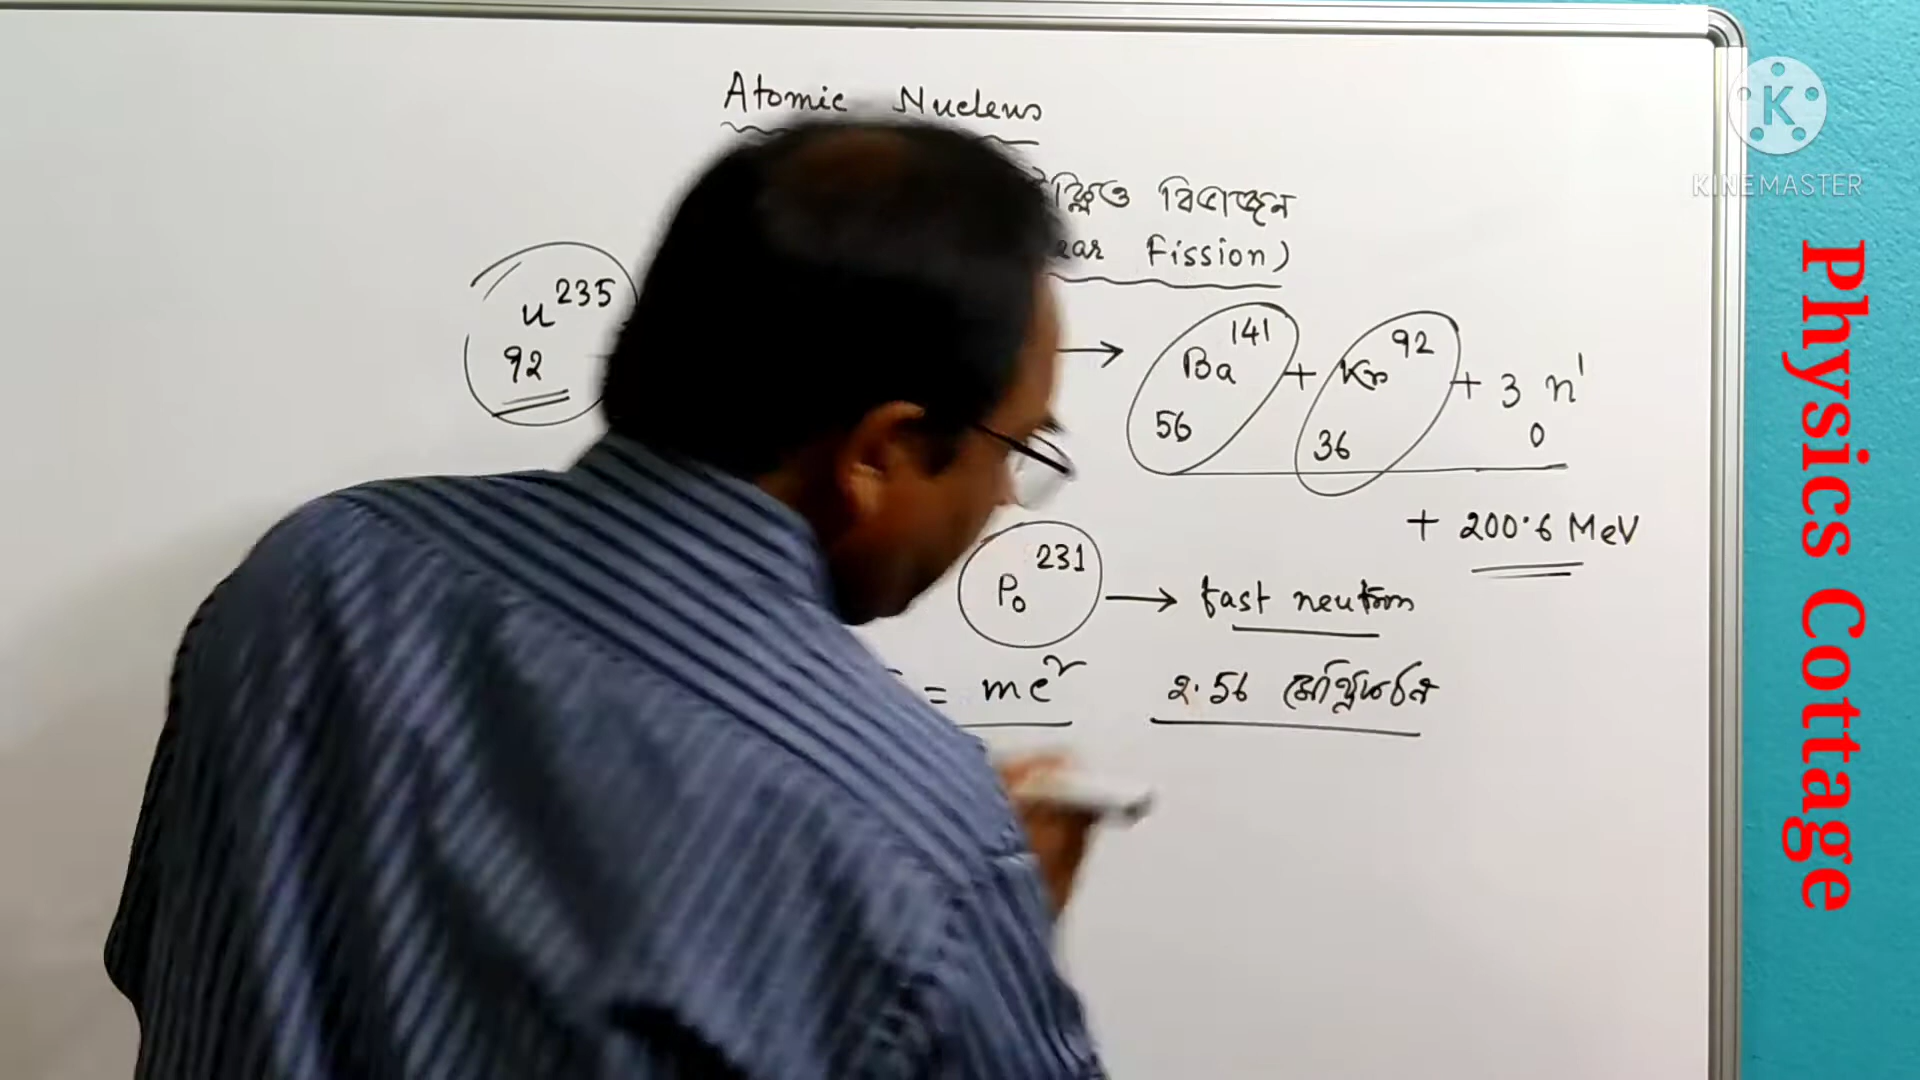 Atomic Nucleus
বিভাজন
Fission)
U 235
92
→ Ba 141 56 + Kr 92 36 + 3 n 1 0
+ 200.6 MeV
Po 231 → fast neutron
= mc²
2.56
K
KINEMASTER
Physics Cottage